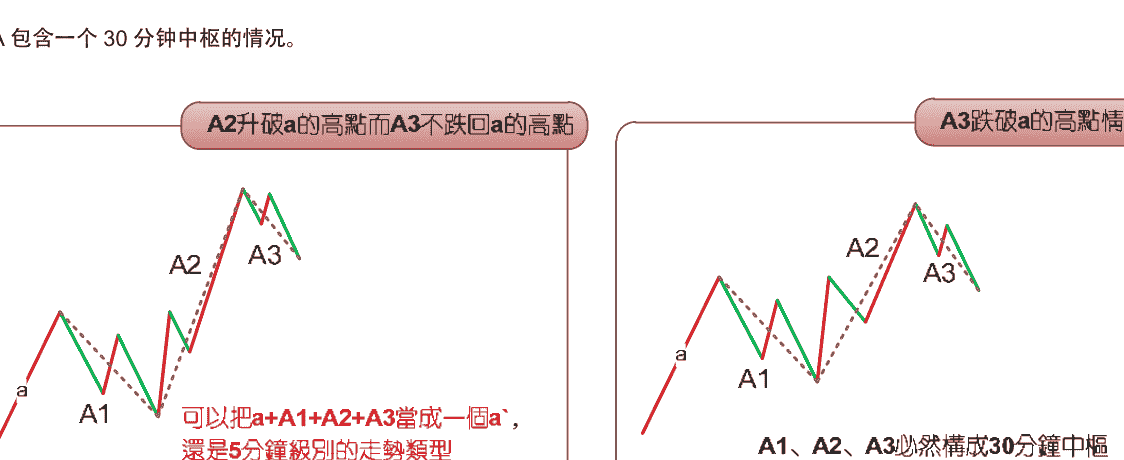 包含一个 30 分钟中枢的情况。
A2升破a的高點而A3不跌回a的高點
A3跌破a的高點情
A2
A3
a
A1
可以把a+A1+A2+A3當成一個a`,
還是5分鐘級別的走勢類型
A2
A3
a
A1
A1、A2、A3必然構成30分鐘中樞